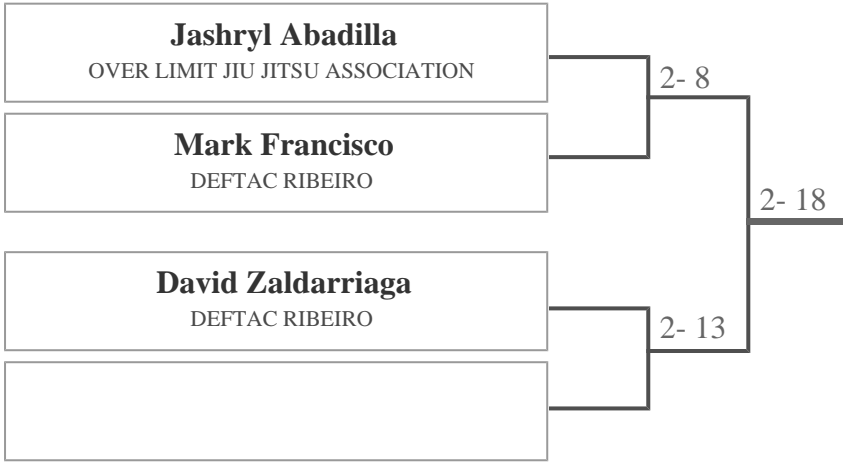 Jashryl Abadilla
OVER LIMIT JIU JITSU ASSOCIATION
2- 8
Mark Francisco
DEFTAC RIBEIRO
2- 18
David Zaldarriaga
DEFTAC RIBEIRO
2- 13